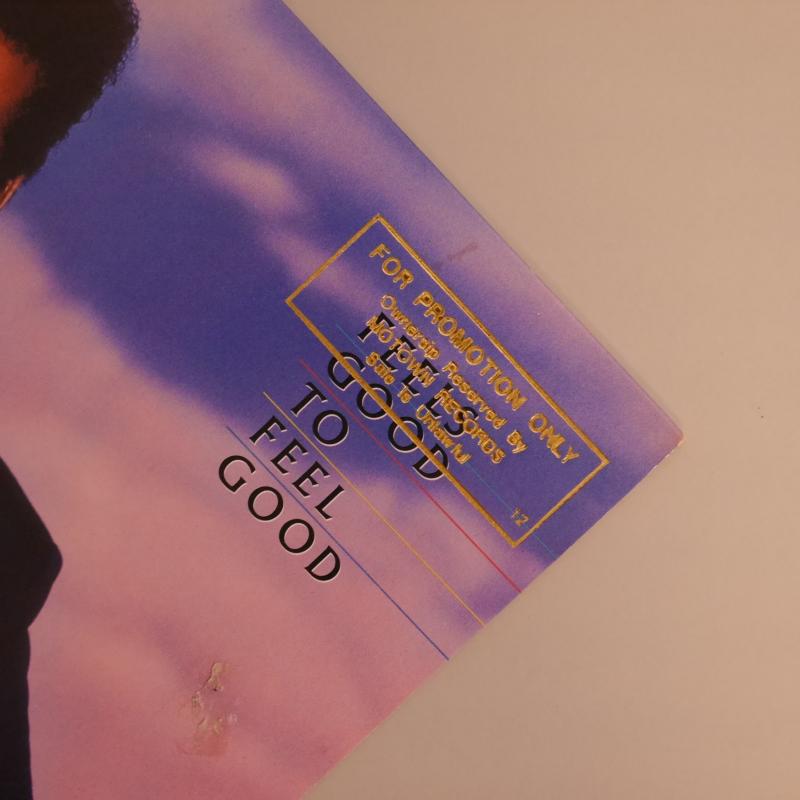 FOR PROMOTION ONLY
Ownership Reserved By
MOTOWN RECORDS
Sale Is Unlawful
12
FEELS
GOOD
TO
FEEL
GOOD